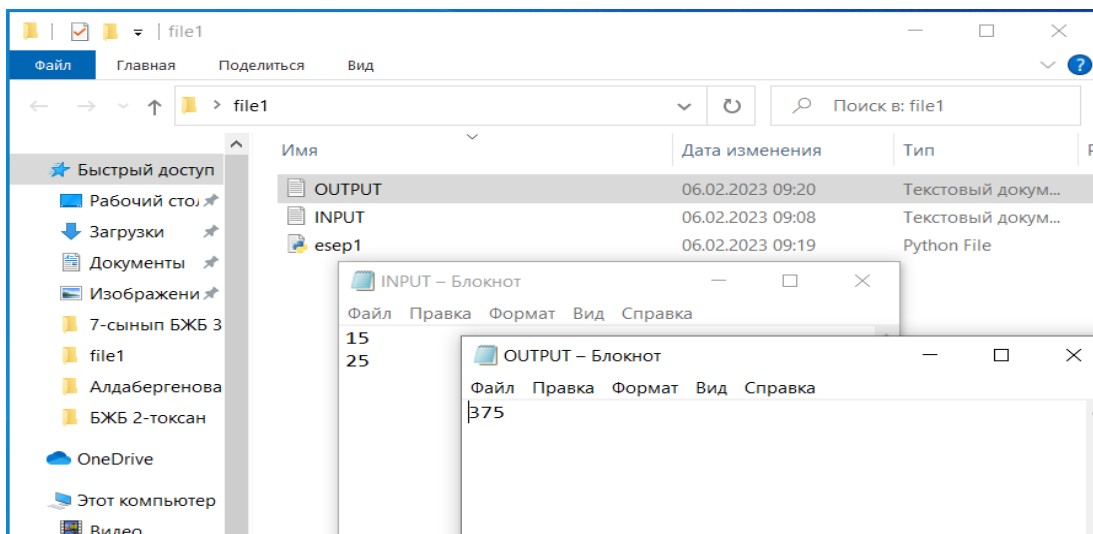 file1
Файл Главная Поделиться Вид
file1 Поиск в: file1
Имя Дата изменения Тип
Быстрый доступ
OUTPUT 06.02.2023 09:20 Текстовый докум...
Рабочий сто
INPUT 06.02.2023 09:08 Текстовый докум...
Загрузки
esep1 06.02.2023 09:19 Python File
Документы
Изображени
7-сынып БЖБ 3
file1
Алдабергенова
БЖБ 2-токсан
OneDrive
Этот компьютер
Видео
INPUT – Блокнот
Файл Правка Формат Вид Справка
15
25
OUTPUT – Блокнот
Файл Правка Формат Вид Справка
375